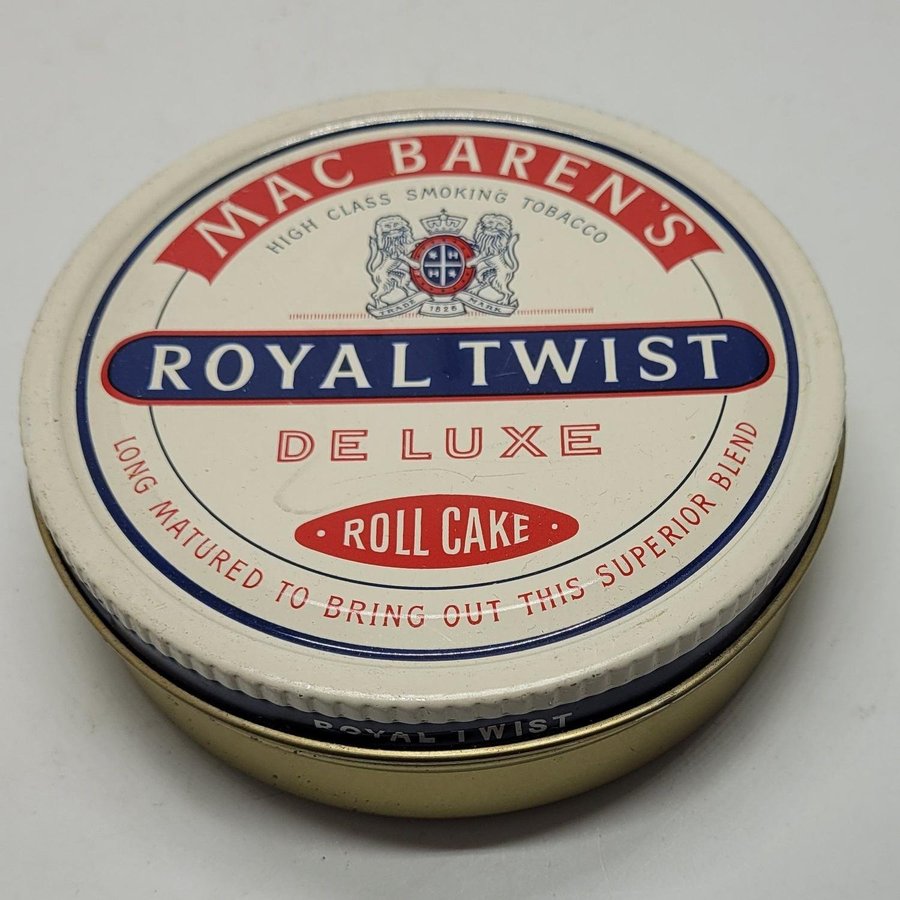 MAC BAREN'S
HIGH CLASS SMOKING TOBACCO
TRADE 1826 MARK
ROYAL TWIST
DE LUXE
· ROLL CAKE ·
LONG MATURED TO BRING OUT THIS SUPERIOR BLEND
ROYAL TWIST